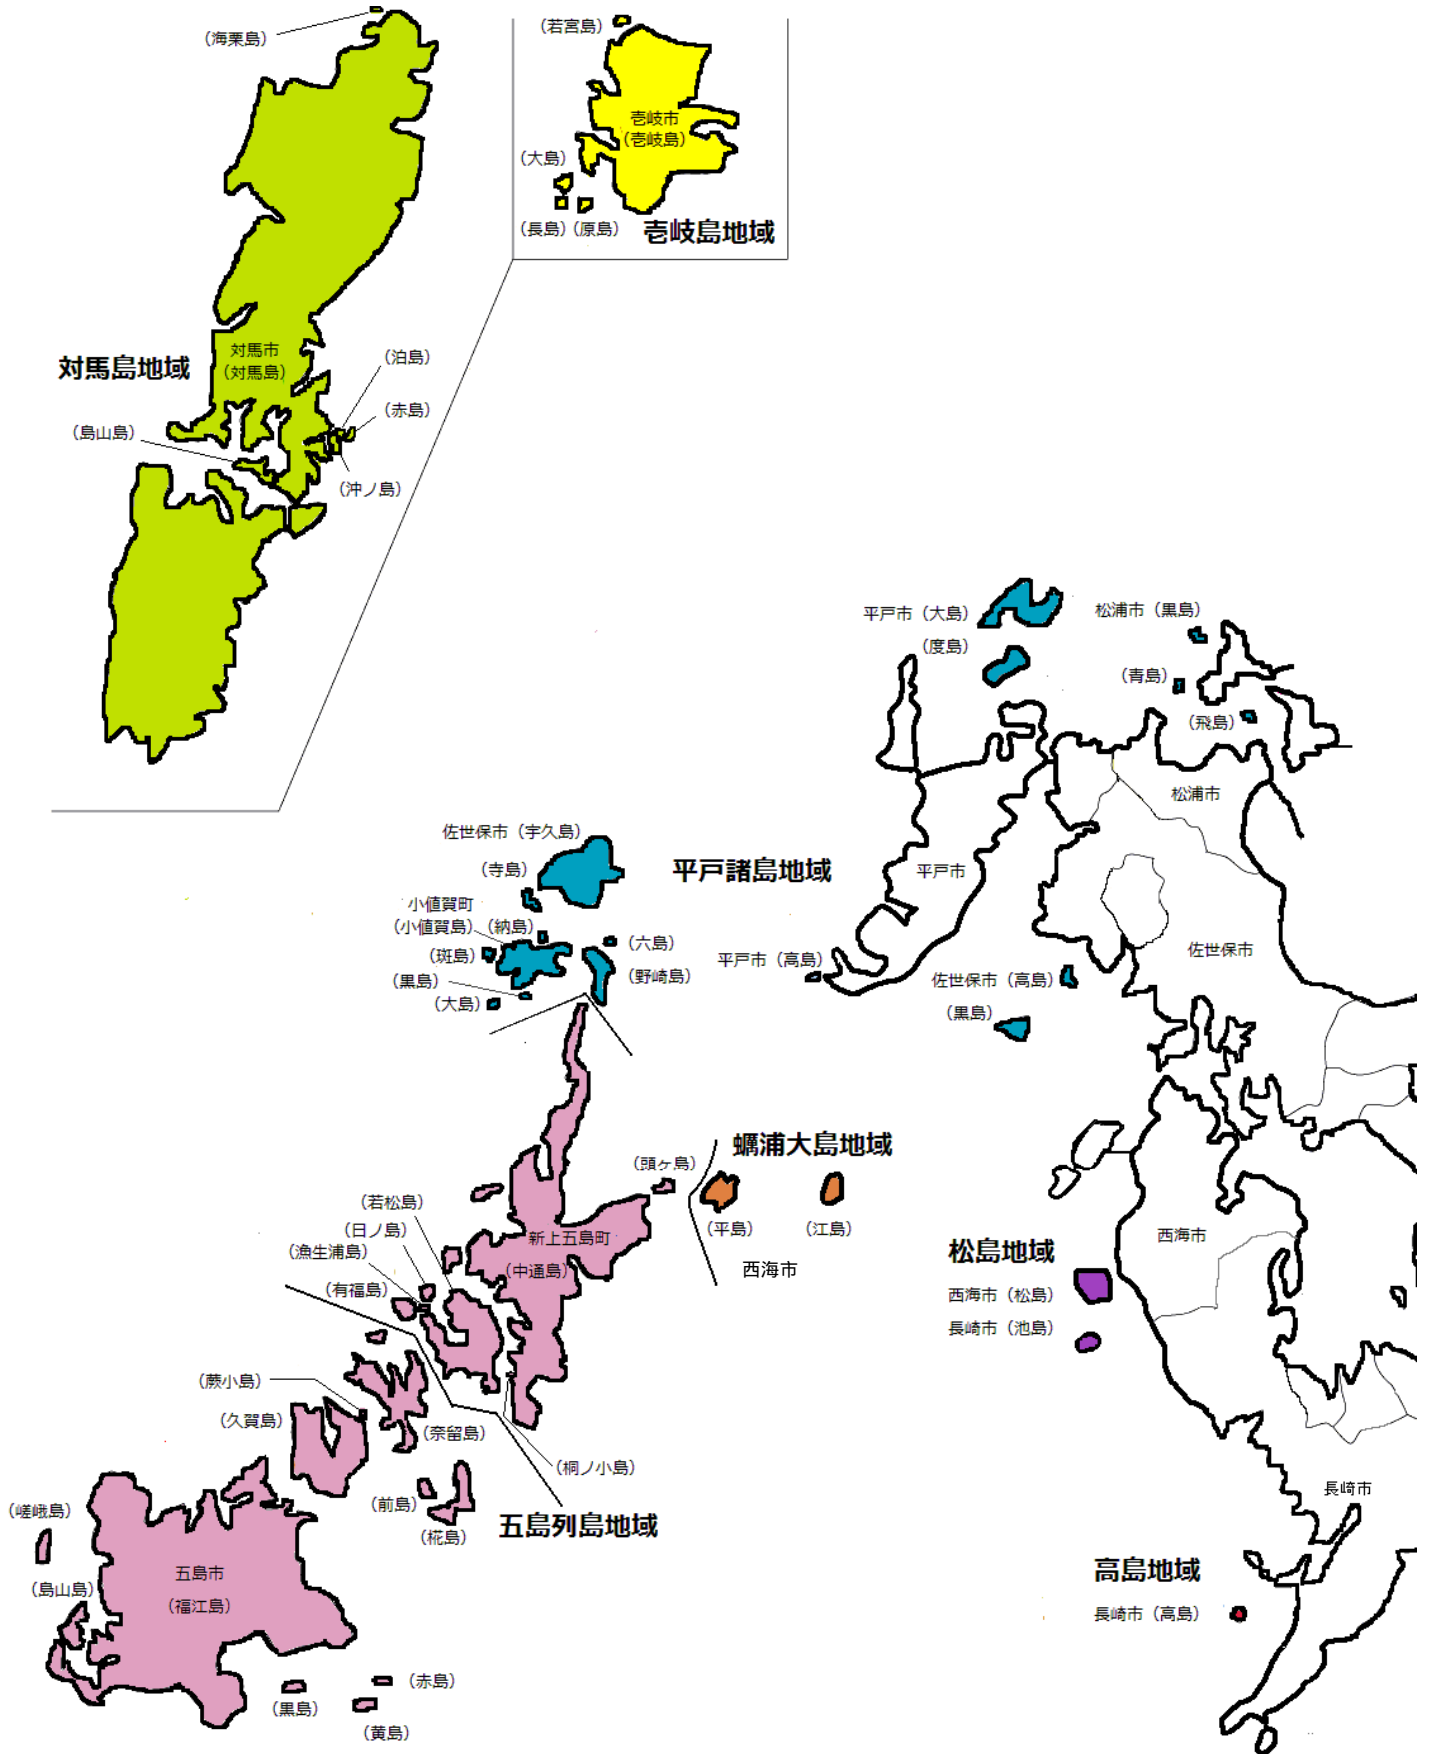 （海栗島）
（若宮島）
壱岐市
（壱岐島）
（大島）
（長島）（原島）
壱岐島地域
対馬島地域
対馬市
（対馬島）
（泊島）
（赤島）
（島山島）
（沖ノ島）
平戸市（大島）
（度島）
松浦市（黒島）
（青島）
（飛島）
松浦市
平戸市
佐世保市
佐世保市（宇久島）
（寺島）
平戸諸島地域
小値賀町
（小値賀島）（納島）
（斑島）
（六島）
（野崎島）
（黒島）
（大島）
平戸市（高島）
佐世保市（高島）
（黒島）
蠣浦大島地域
（頭ヶ島）
（平島）
（江島）
西海市
（若松島）
（日ノ島）
（漁生浦島）
（有福島）
新上五島町
（中通島）
西海市
松島地域
西海市（松島）
長崎市（池島）
（蕨小島）
（久賀島）
（奈留島）
（桐ノ小島）
（前島）
（椛島）
五島列島地域
長崎市
（嵯峨島）
（島山島）
五島市
（福江島）
高島地域
長崎市（高島）
（赤島）
（黒島）
（黄島）